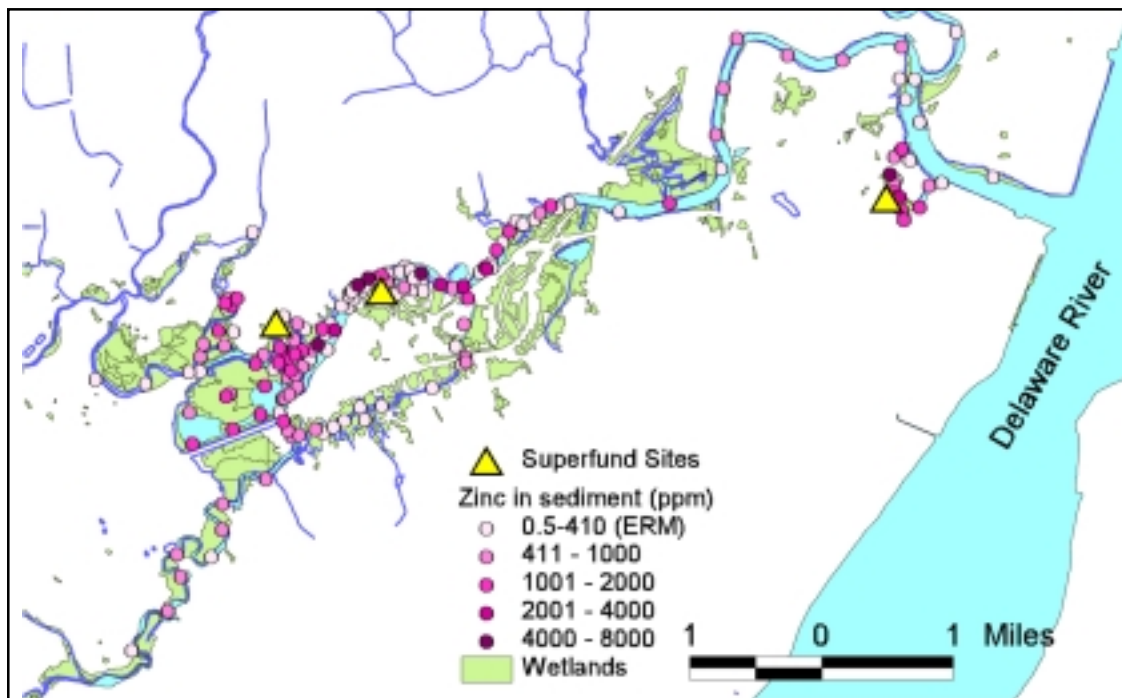 Delaware River
Superfund Sites
Zinc in sediment (ppm)
0.5-410 (ERM)
411 - 1000
1001 - 2000
2001 - 4000
4000 - 8000
Wetlands
1 0 1 Miles